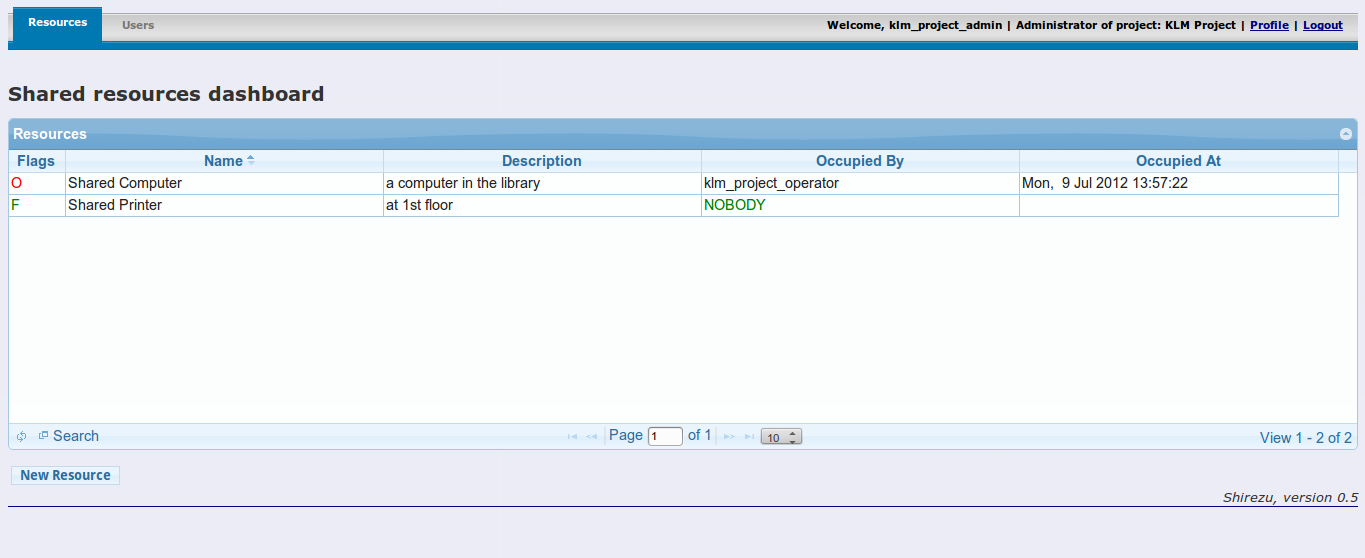 Resources Users Welcome, klm_project_admin | Administrator of project: KLM Project | Profile | Logout
Shared resources dashboard
Resources
Flags Name Description Occupied By Occupied At
O Shared Computer a computer in the library klm_project_operator Mon, 9 Jul 2012 13:57:22
F Shared Printer at 1st floor NOBODY
Search Page 1 of 1 10 View 1 - 2 of 2
New Resource
Shirezu, version 0.5